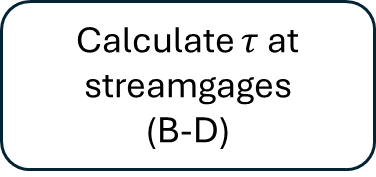 Calculate τ at
streamgages
(B-D)